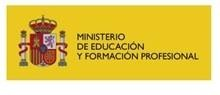 MINISTERIO
DE EDUCACIÓN
Y FORMACIÓN PROFESIONAL